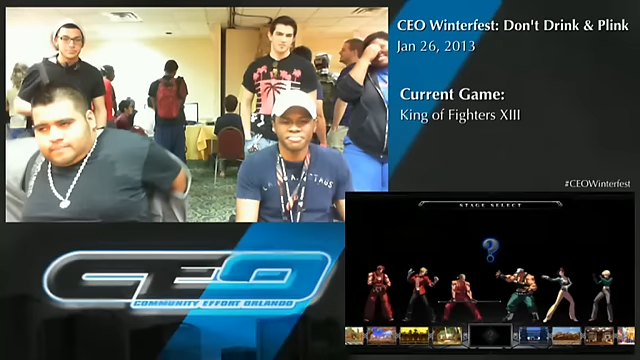 CEO Winterfest: Don't Drink & Plink
Jan 26, 2013
Current Game:
King of Fighters XIII
#CEOWinterfest
STAGE SELECT
?
CEO
COMMUNITY EFFORT ORLANDO